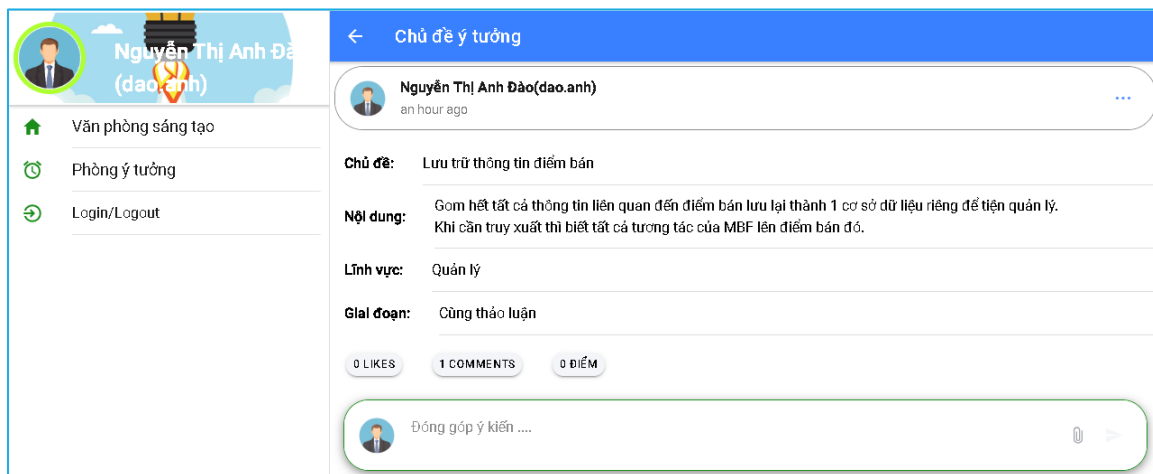 Nguyễn Thị Anh Đà
(dao.anh)
Văn phòng sáng tạo
Phòng ý tưởng
Login/Logout
Chủ đề ý tưởng
Nguyễn Thị Anh Đào(dao.anh)
an hour ago
Chủ đề: Lưu trữ thông tin điểm bán
Nội dung: Gom hết tất cả thông tin liên quan đến điểm bán lưu lại thành 1 cơ sở dữ liệu riêng để tiện quản lý.
Khi cần truy xuất thì biết tất cả tương tác của MBF lên điểm bán đó.
Lĩnh vực: Quản lý
Giai đoạn: Cùng thảo luận
0 LIKES 1 COMMENTS 0 ĐIỂM
Đóng góp ý kiến ....